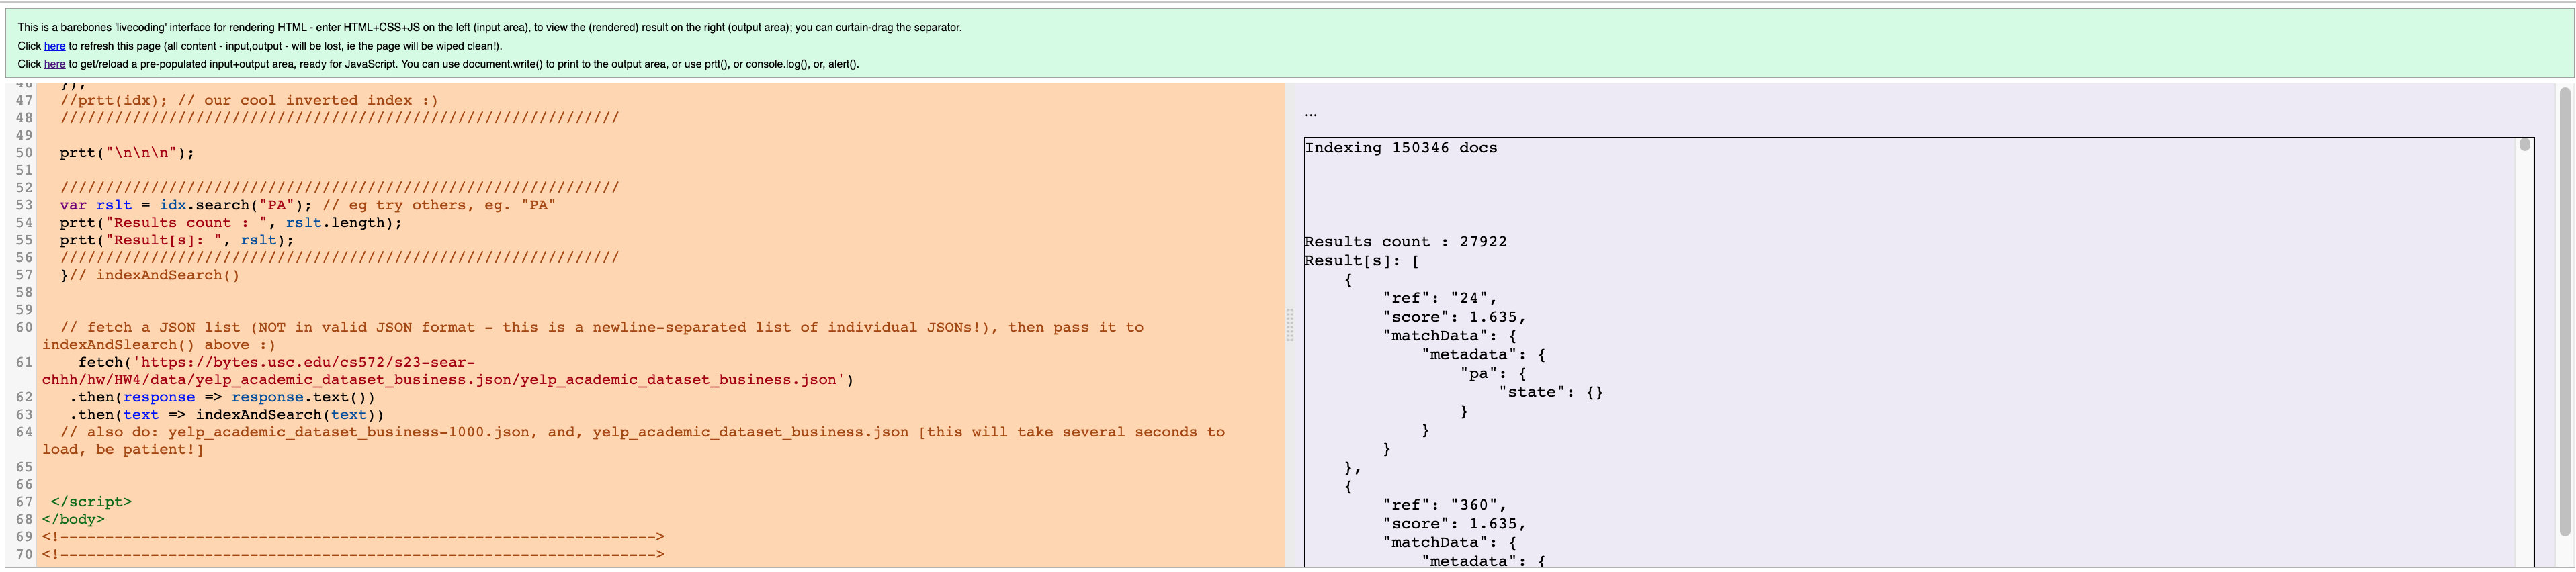 This is a barebones 'livecoding' interface for rendering HTML - enter HTML+CSS+JS on the left (input area), to view the (rendered) result on the right (output area); you can curtain-drag the separator.
Click here to refresh this page (all content - input,output - will be lost, ie the page will be wiped clean!).
Click here to get/reload a pre-populated input+output area, ready for JavaScript. You can use document.write() to print to the output area, or use prtt(), or console.log(), or, alert().
46 });
47 //prtt(idx); // our cool inverted index :)
48 //////////////////////////////////////////////////////////////
49
50 prtt("\n\n\n");
51
52 //////////////////////////////////////////////////////////////
53 var rslt = idx.search("PA"); // eg try others, eg. "PA"
54 prtt("Results count : ", rslt.length);
55 prtt("Result[s]: ", rslt);
56 //////////////////////////////////////////////////////////////
57 }// indexAndSearch()
58
59
60 // fetch a JSON list (NOT in valid JSON format - this is a newline-separated list of individual JSONs!), then pass it to
indexAndSlearch() above :)
61 fetch('https://bytes.usc.edu/cs572/s23-sear-
chhh/hw/HW4/data/yelp_academic_dataset_business.json/yelp_academic_dataset_business.json')
62 .then(response => response.text())
63 .then(text => indexAndSearch(text))
64 // also do: yelp_academic_dataset_business-1000.json, and, yelp_academic_dataset_business.json [this will take several seconds to
load, be patient!]
65
66
67 </script>
68 </body>
69 <!------------------------------------------------------------------>
70 <!------------------------------------------------------------------>
...
Indexing 150346 docs
Results count : 27922
Result[s]: [
{
"ref": "24",
"score": 1.635,
"matchData": {
"metadata": {
"pa": {
"state": {}
}
}
}
},
{
"ref": "360",
"score": 1.635,
"matchData": {
"metadata": {